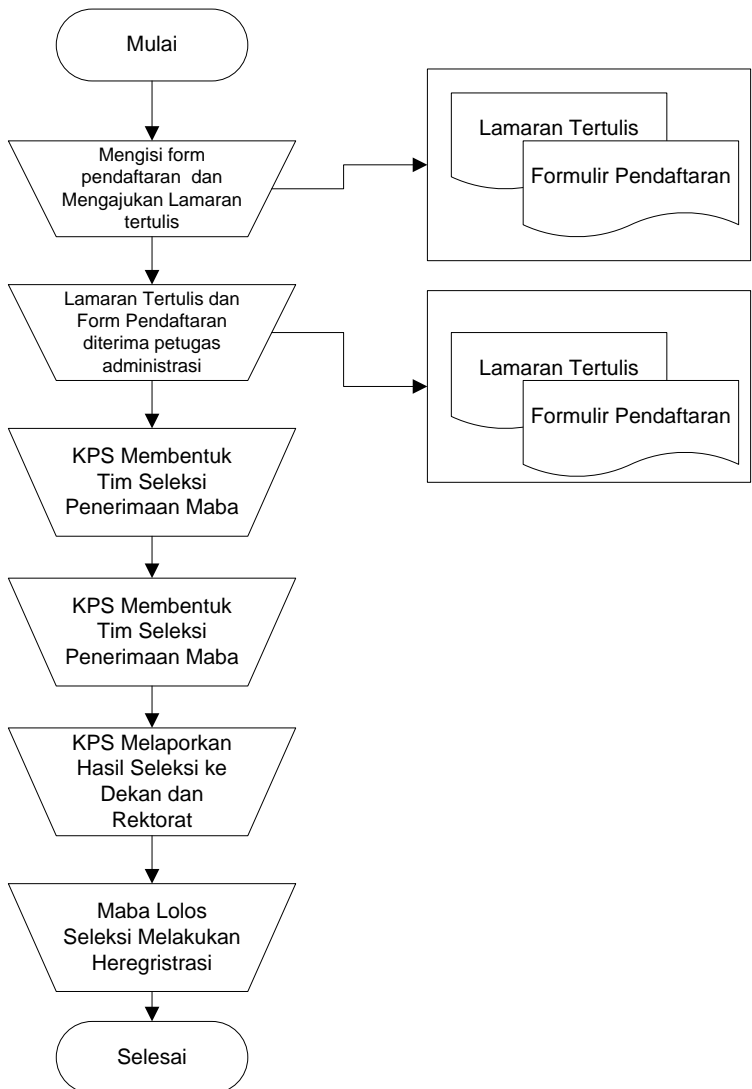 Mulai
Mengisi form
pendaftaran dan
Mengajukan Lamaran
tertulis
Lamaran Tertulis
Formulir Pendaftaran
Lamaran Tertulis dan
Form Pendaftaran
diterima petugas
administrasi
Lamaran Tertulis
Formulir Pendaftaran
KPS Membentuk
Tim Seleksi
Penerimaan Maba
KPS Membentuk
Tim Seleksi
Penerimaan Maba
KPS Melaporkan
Hasil Seleksi ke
Dekan dan
Rektorat
Maba Lolos
Seleksi Melakukan
Heregristrasi
Selesai